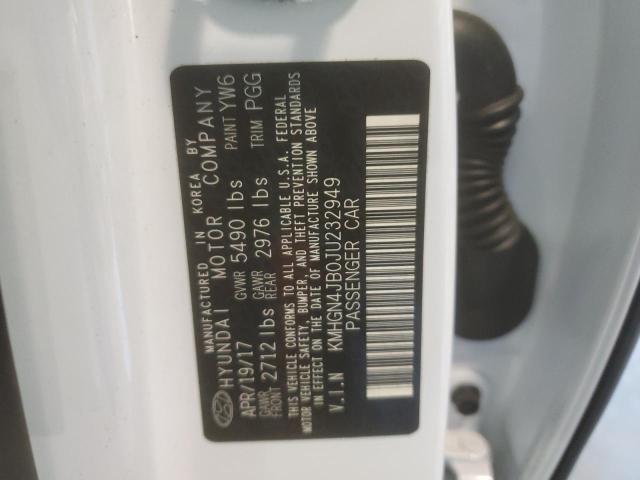 MANUFACTURED IN KOREA BY
HYUNDAI MOTOR COMPANY
APR/19/17 GVWR 5490 lbs PAINT YW6
GAWR FRONT 2712 lbs GAWR REAR 2976 lbs TRIM PGG
THIS VEHICLE CONFORMS TO ALL APPLICABLE U.S.A. FEDERAL
MOTOR VEHICLE SAFETY, BUMPER, AND THEFT PREVENTION STANDARDS
IN EFFECT ON THE DATE OF MANUFACTURE SHOWN ABOVE
V.I.N KMHGN4JB0JU232949
PASSENGER CAR